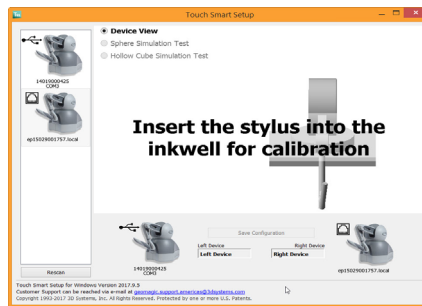 Touch Smart Setup
Device View
Sphere Simulation Test
Hollow Cube Simulation Test
14019000425
COM3
ep15029001757.local
Insert the stylus into the
inkwell for calibration
Save Configuration
Left Device
Right Device
Left Device
Right Device
14019000425
COM3
ep15029001757.local
Rescan
Touch Smart Setup for Windows Version 2017.9.5
Customer Support can be reached via e-mail at geomagic.support.americas@3dsystems.com
Copyright 1993-2017 3D Systems, Inc. All Rights Reserved. Protected by one or more U.S. Patents.